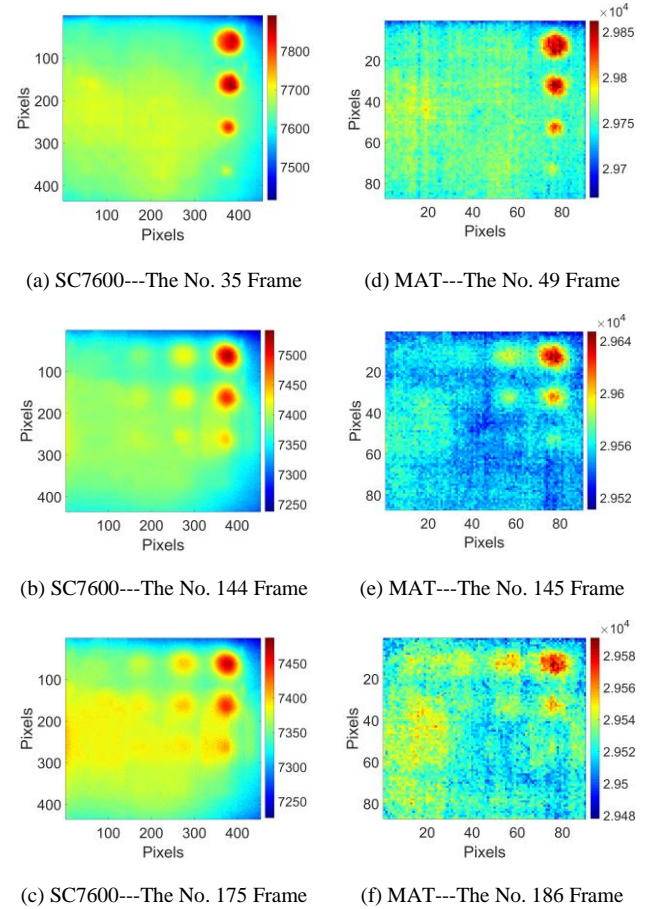 100
200
300
400
Pixels
100 200 300 400
Pixels
7800
7700
7600
7500
(a) SC7600---The No. 35 Frame
×10⁴
20
40
60
80
Pixels
20 40 60 80
Pixels
2.985
2.98
2.975
2.97
(d) MAT---The No. 49 Frame
100
200
300
400
Pixels
100 200 300 400
Pixels
7500
7450
7400
7350
7300
7250
(b) SC7600---The No. 144 Frame
×10⁴
20
40
60
80
Pixels
20 40 60 80
Pixels
2.964
2.96
2.956
2.952
(e) MAT---The No. 145 Frame
100
200
300
400
Pixels
100 200 300 400
Pixels
7450
7400
7350
7300
7250
(c) SC7600---The No. 175 Frame
×10⁴
20
40
60
80
Pixels
20 40 60 80
Pixels
2.958
2.956
2.954
2.952
2.95
2.948
(f) MAT---The No. 186 Frame